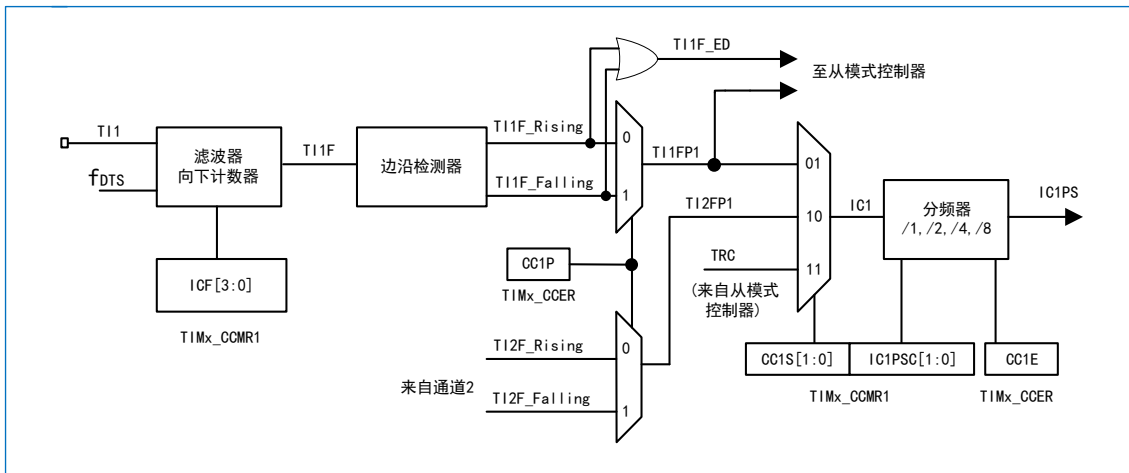 TI1F_ED
至从模式控制器
TI1
fDTS
滤波器
向下计数器
TI1F
边沿检测器
TI1F_Rising
TI1F_Falling
0
1
TI1FP1
TI2FP1
TRC
(来自从模式
控制器)
01
10
11
IC1
分频器
/1,/2,/4,/8
IC1PS
ICF[3:0]
TIMx_CCMR1
CC1P
TIMx_CCER
来自通道2
TI2F_Rising
TI2F_Falling
0
1
CC1S[1:0]
IC1PSC[1:0]
CC1E
TIMx_CCMR1
TIMx_CCER